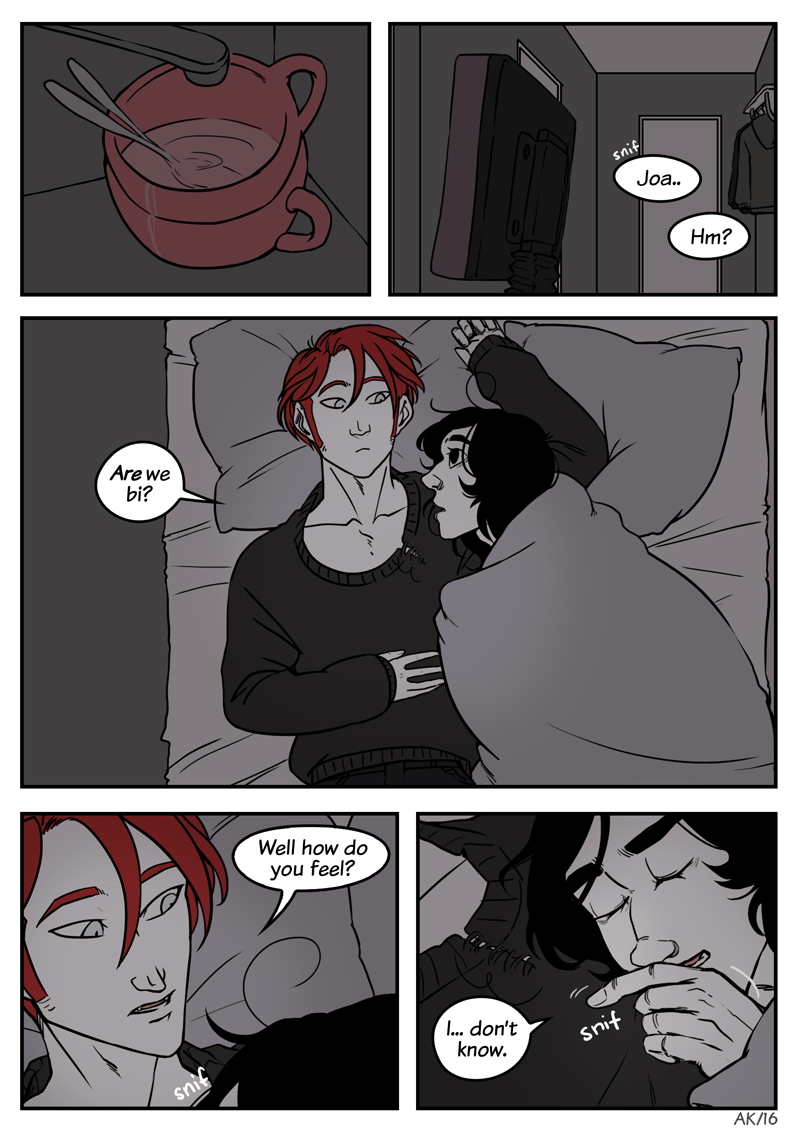 snif
Joa..
Hm?
Are we
bi?
Well how do
you feel?
snif
I... don't
know.
snif
AK/16